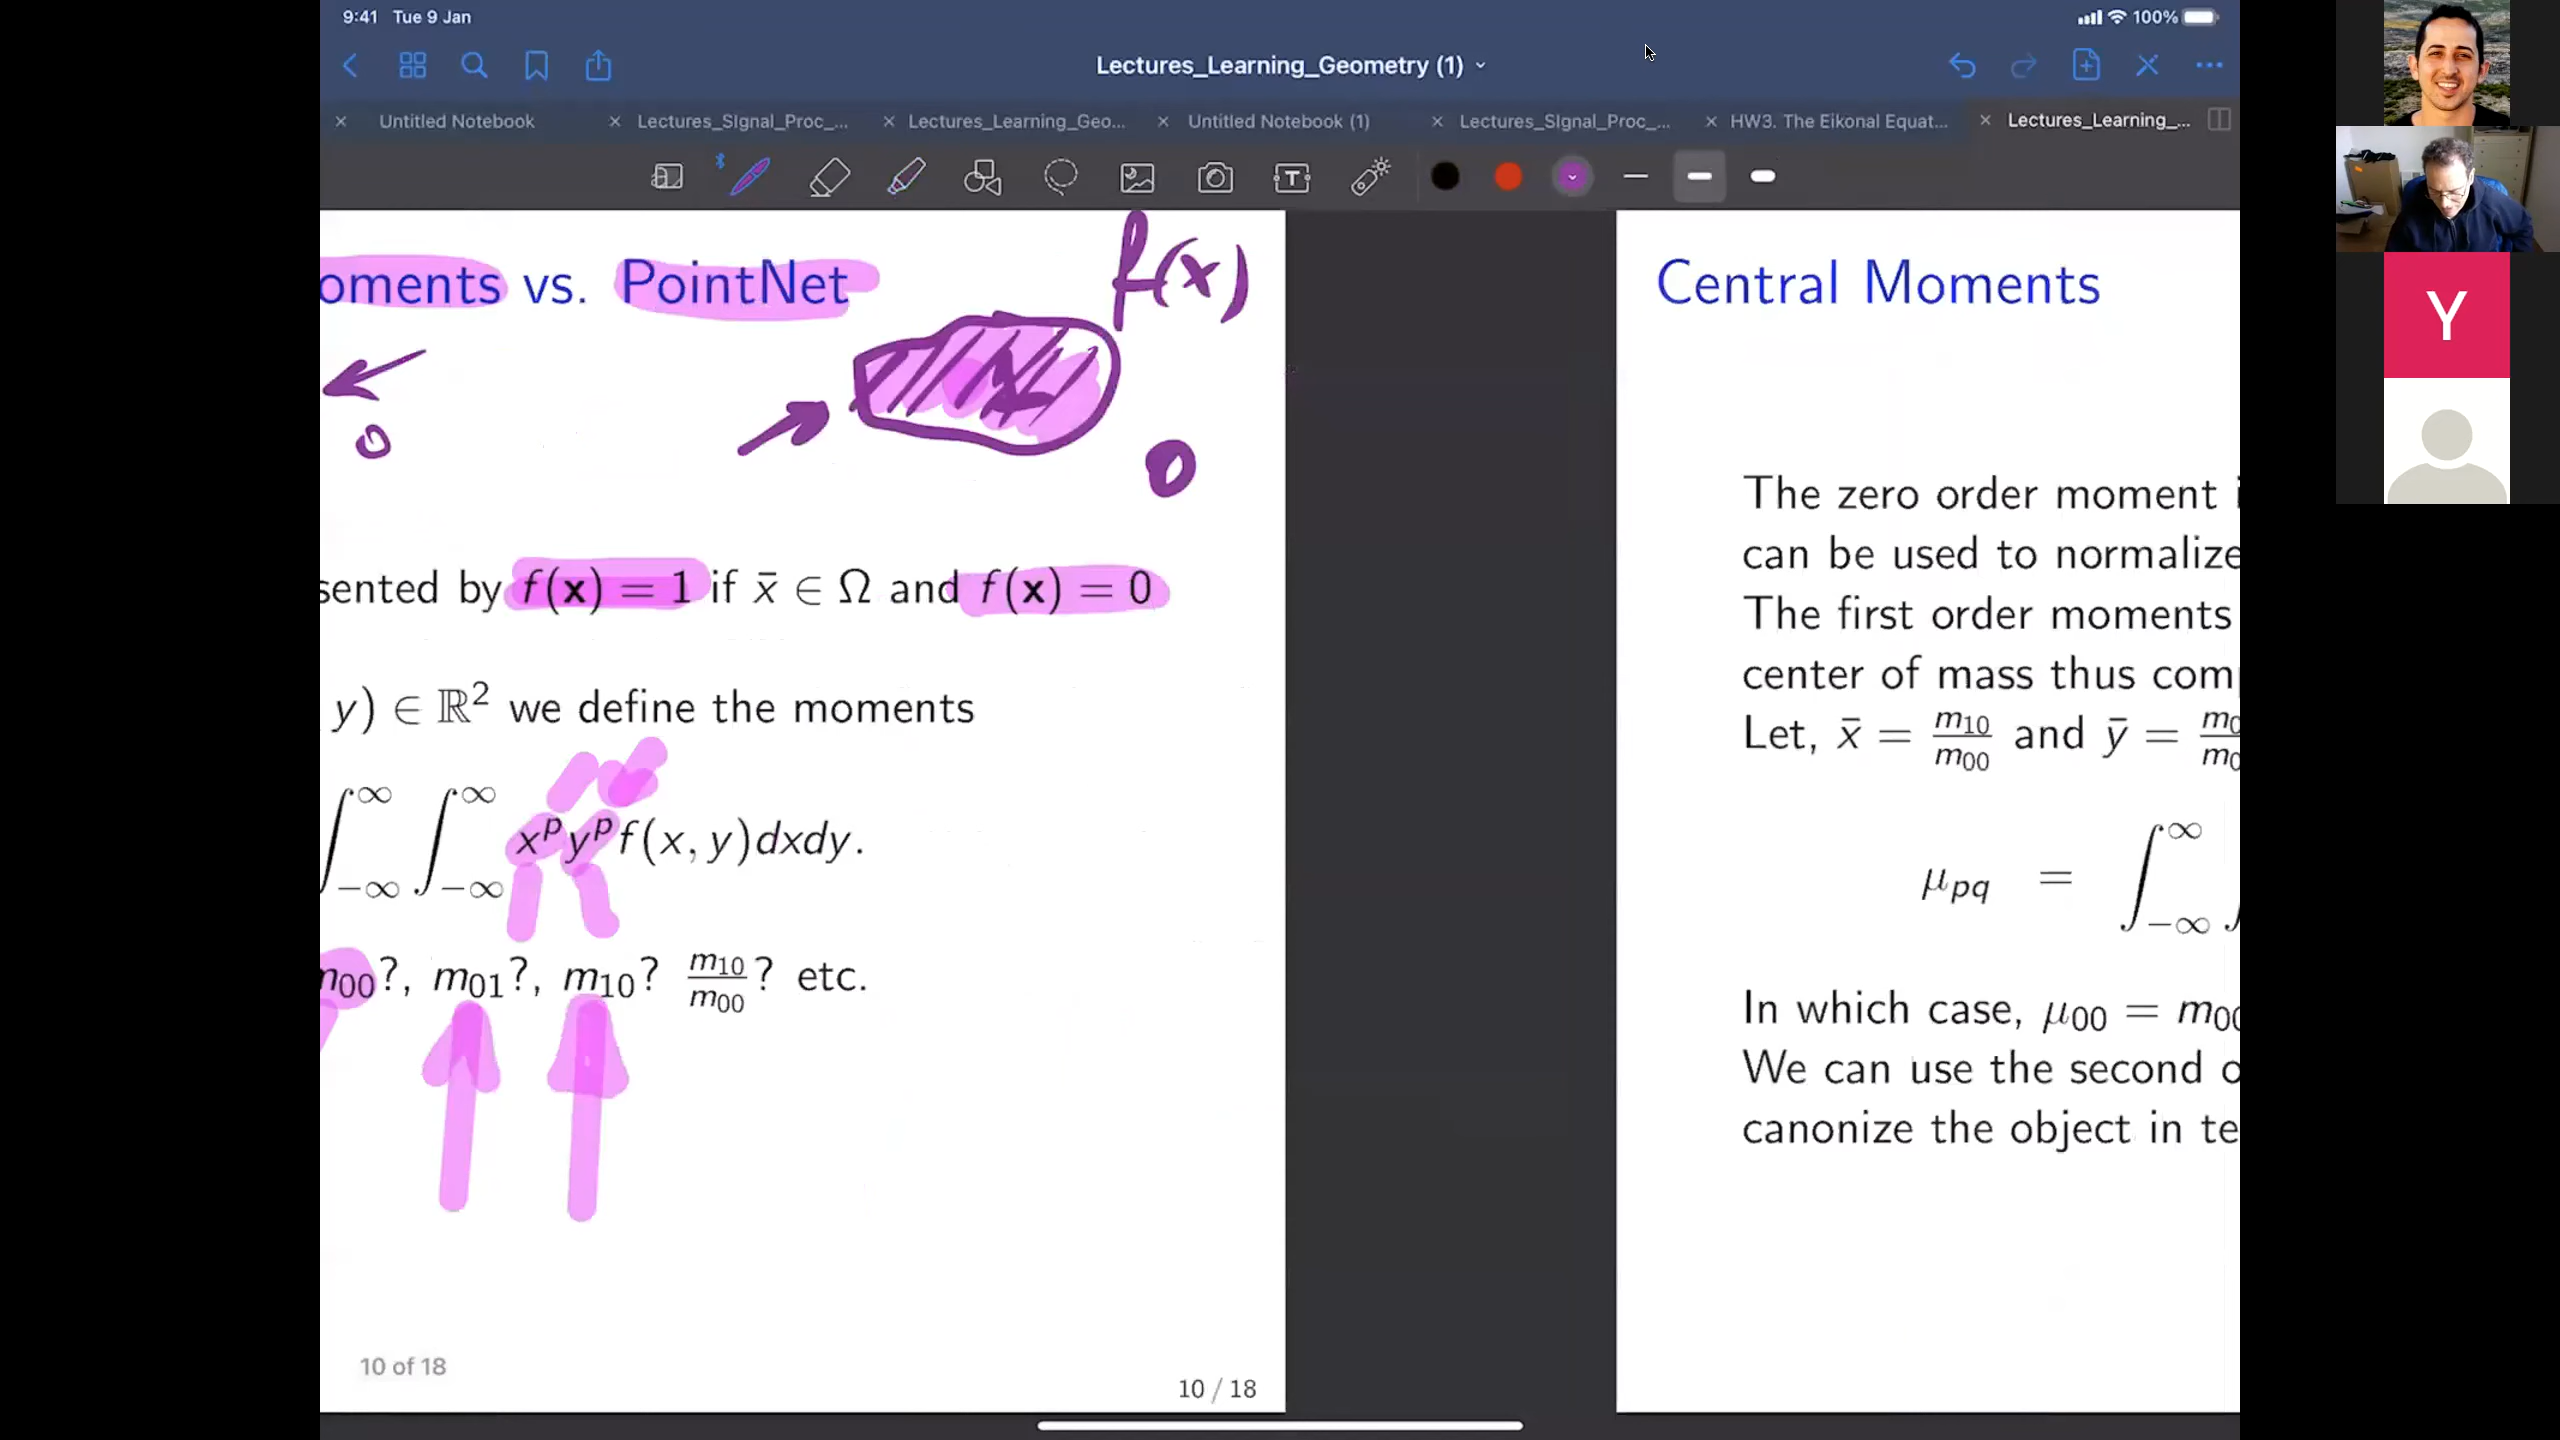 9:41 Tue 9 Jan
100%
Lectures_Learning_Geometry (1)
Untitled Notebook
Lectures_SIgnal_Proc_...
Lectures_Learning_Geo...
Untitled Notebook (1)
Lectures_SIgnal_Proc_...
HW3. The Eikonal Equat...
Lectures_Learning_...
oments vs. PointNet
f(x)
0
0
sented by f(x) = 1 if x̄ ∈ Ω and f(x) = 0
y) ∈ ℝ² we define the moments
∫_{-∞}^{∞} ∫_{-∞}^{∞} x^p y^p f(x, y)dxdy.
m₀₀?, m₀₁?, m₁₀? m₁₀/m₀₀? etc.
10 of 18
10 / 18
Central Moments
The zero order moment
can be used to normalize
The first order moments
center of mass thus com
Let, x̄ = m₁₀/m₀₀ and ȳ =
μ_{pq} = ∫_{-∞}^{∞}
In which case, μ₀₀ = m₀₀
We can use the second o
canonize the object in te
Y